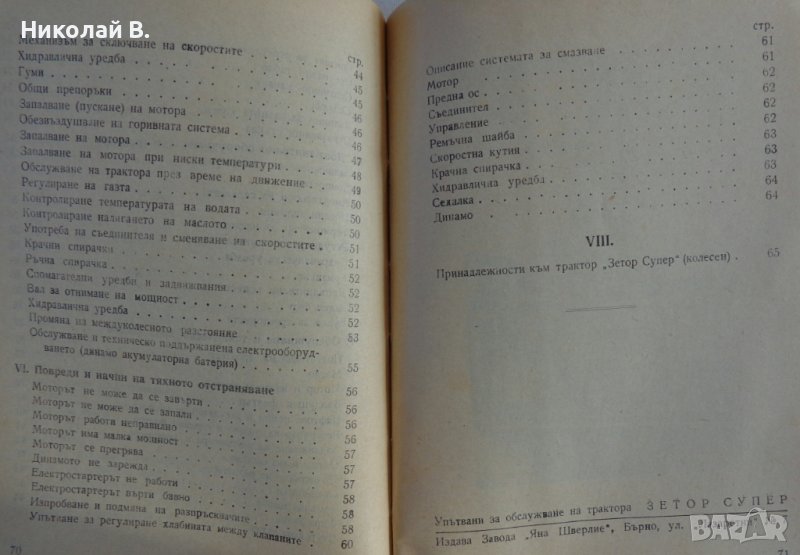 Николай В.
стр.
Механизъм за сключване на скоростите 44
Хидравлична уредба 45
Гуми 45
Общи препоръки 46
Запалване (пускане) на мотора 46
Обезвъздушаване на горивната система 46
Запалване на мотора 47
Запалване на мотора при ниски температури 48
Обслужване на трактора през време на движение 49
Регулиране на газта 50
Контролиране температурата на водата 50
Контролиране налягането на маслото 50
Употреба на съединителя и сменяване на скоростите 51
Крачни спирачки 51
Ръчна спирачка 52
Спомагателни уредби и задвижвания 52
Вал за отнимане на мощност 52
Хидравлична уредба 52
Промяна на междуколесното разстояние 53
Обслужване и техническо поддържане на електрооборуд-
ването (динамо акумулаторна батерия) 55
VI. Повреди и начин на тяхното отстраняване 56
Моторът не може да се завърти 56
Моторът не може да се запали 56
Моторът работи неправилно 56
Моторът има малка мощност 57
Моторът се прегрява 57
Динамото не зарежда 57
Електростартерът не работи 58
Електростартерът върти бавно 58
Изпробване и подмяна на разпръсквачите 58
Упътване за регулиране хлабината между клапаните 60
70
стр.
Описание системата за смазване 61
Мотор 61
Предна ос 62
Съединител 62
Управление 62
Ремъчна шайба 62
Скоростна кутия 63
Крачна спирачка 63
Хидравлична уредба 63
Седалка 64
Динамо 64
VIII.
Принадлежности към трактор „Зетор Супер" (колесен) 65
Упътвани за обслужване на трактора ЗЕТОР СУПЕР
Издава Завода „Яна Шверлие", Бърно, ул.
71
bazar